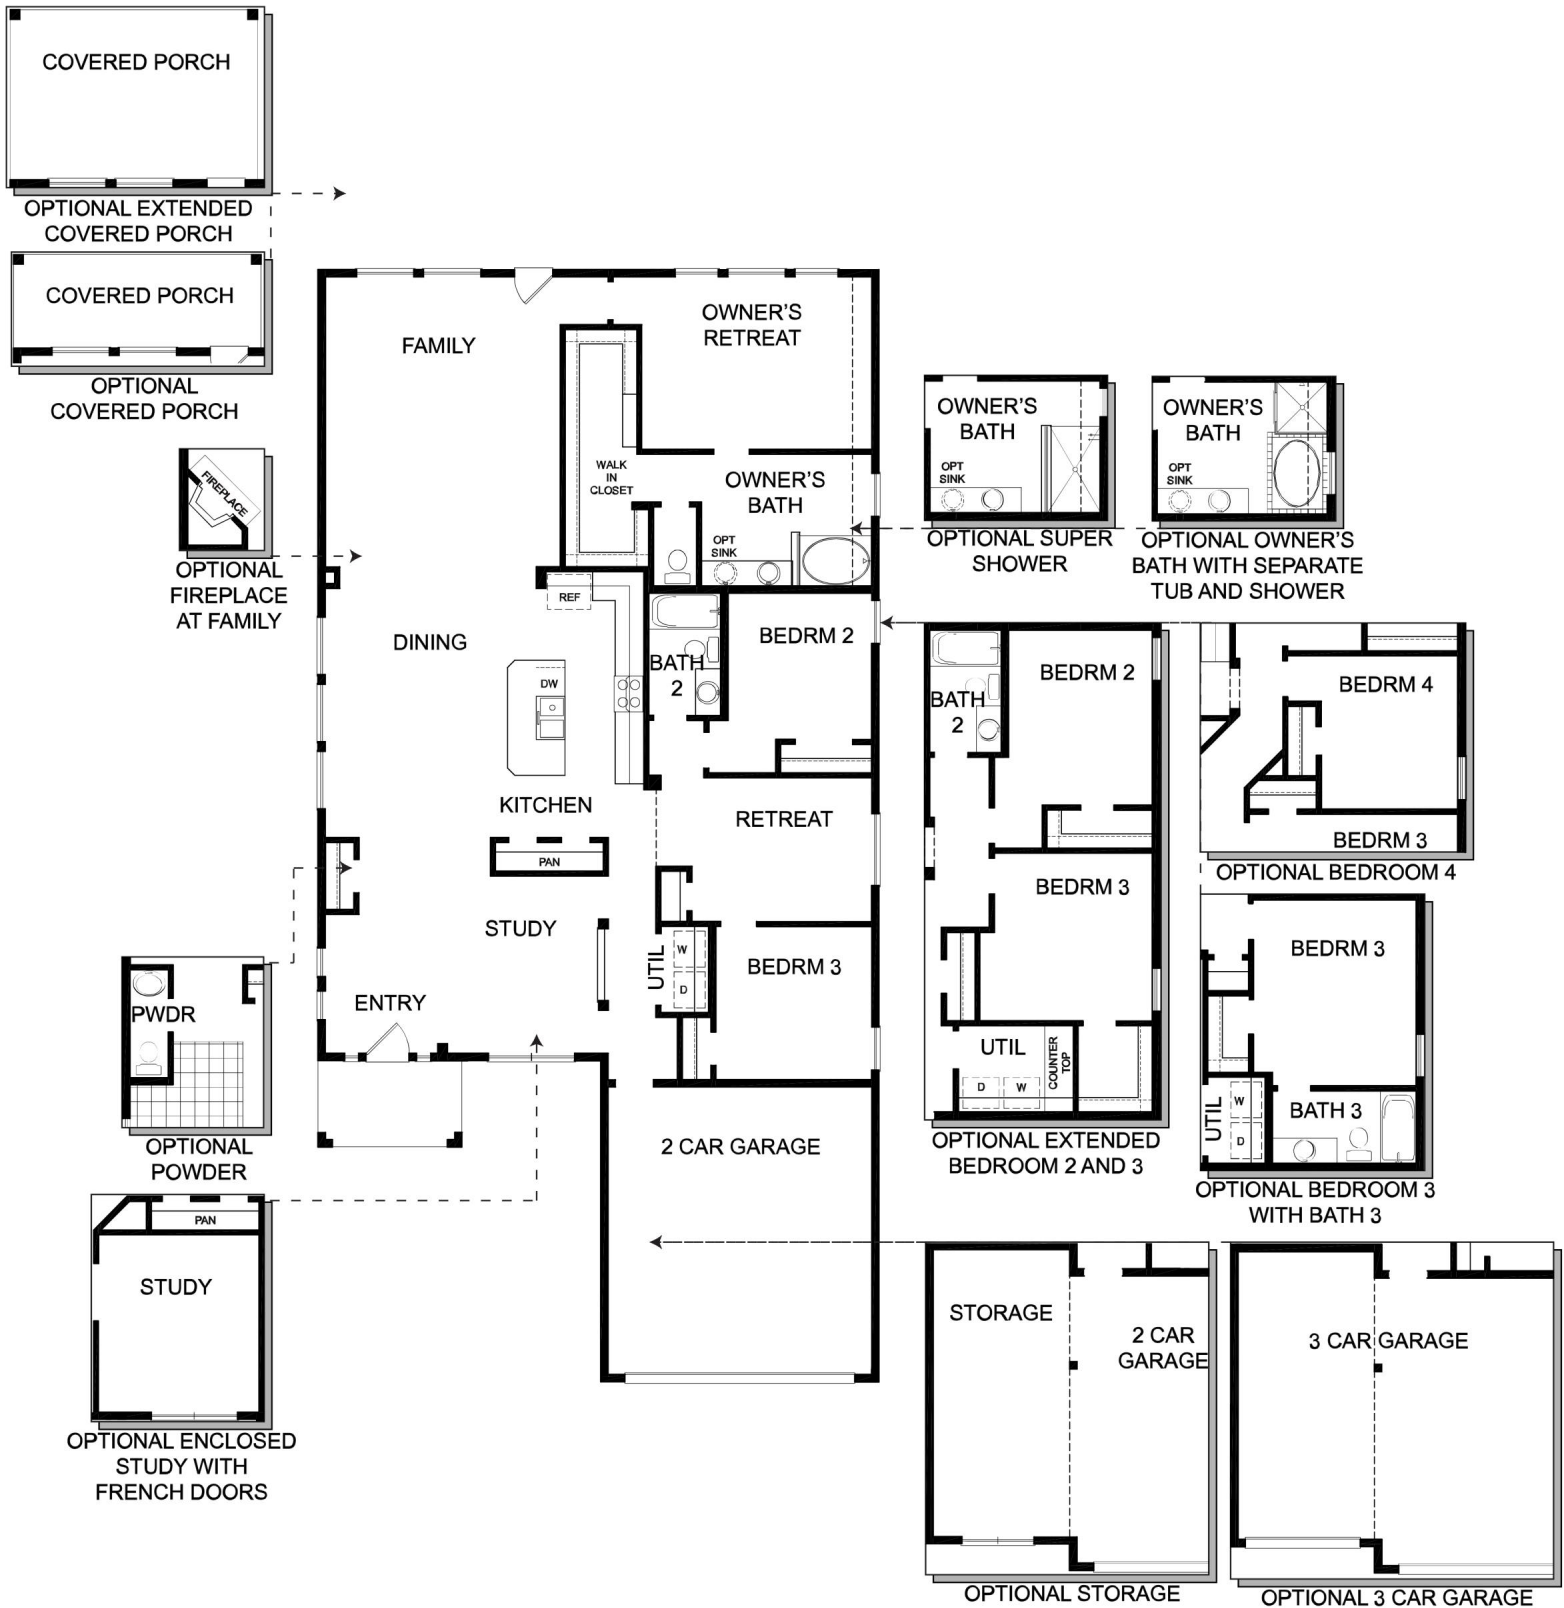 COVERED PORCH
OPTIONAL EXTENDED
COVERED PORCH
COVERED PORCH
OPTIONAL
COVERED PORCH
FIREPLACE
OPTIONAL
FIREPLACE
AT FAMILY
FAMILY
OWNER'S
RETREAT
WALK
IN
CLOSET
OWNER'S
BATH
OPT
SINK
REF
DINING
DW
BATH
2
BEDRM 2
KITCHEN
PAN
RETREAT
STUDY
UTIL
W
D
BEDRM 3
ENTRY
2 CAR GARAGE
PWDR
OPTIONAL
POWDER
PAN
STUDY
OPTIONAL ENCLOSED
STUDY WITH
FRENCH DOORS
OWNER'S
BATH
OPT
SINK
OPTIONAL SUPER
SHOWER
OWNER'S
BATH
OPT
SINK
OPTIONAL OWNER'S
BATH WITH SEPARATE
TUB AND SHOWER
BEDRM 2
BATH
2
BEDRM 3
UTIL
COUNTER
TOP
D
W
OPTIONAL EXTENDED
BEDROOM 2 AND 3
BEDRM 4
BEDRM 3
OPTIONAL BEDROOM 4
BEDRM 3
UTIL
W
D
BATH 3
OPTIONAL BEDROOM 3
WITH BATH 3
STORAGE
2 CAR
GARAGE
OPTIONAL STORAGE
3 CAR GARAGE
OPTIONAL 3 CAR GARAGE